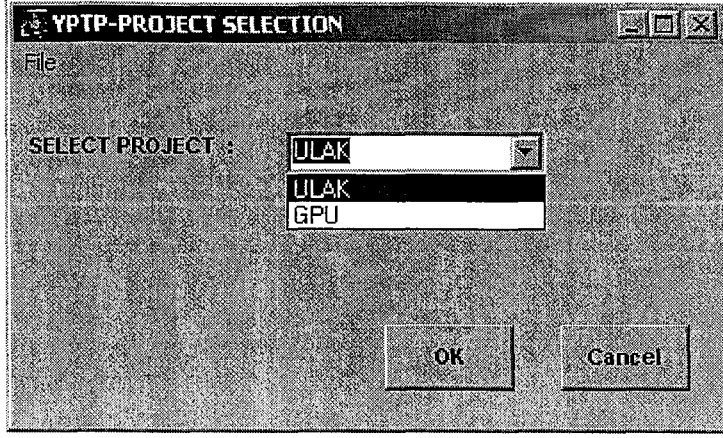 YPTP-PROJECT SELECTION
File
SELECT PROJECT :
ULAK
ULAK
GPU
OK
Cancel